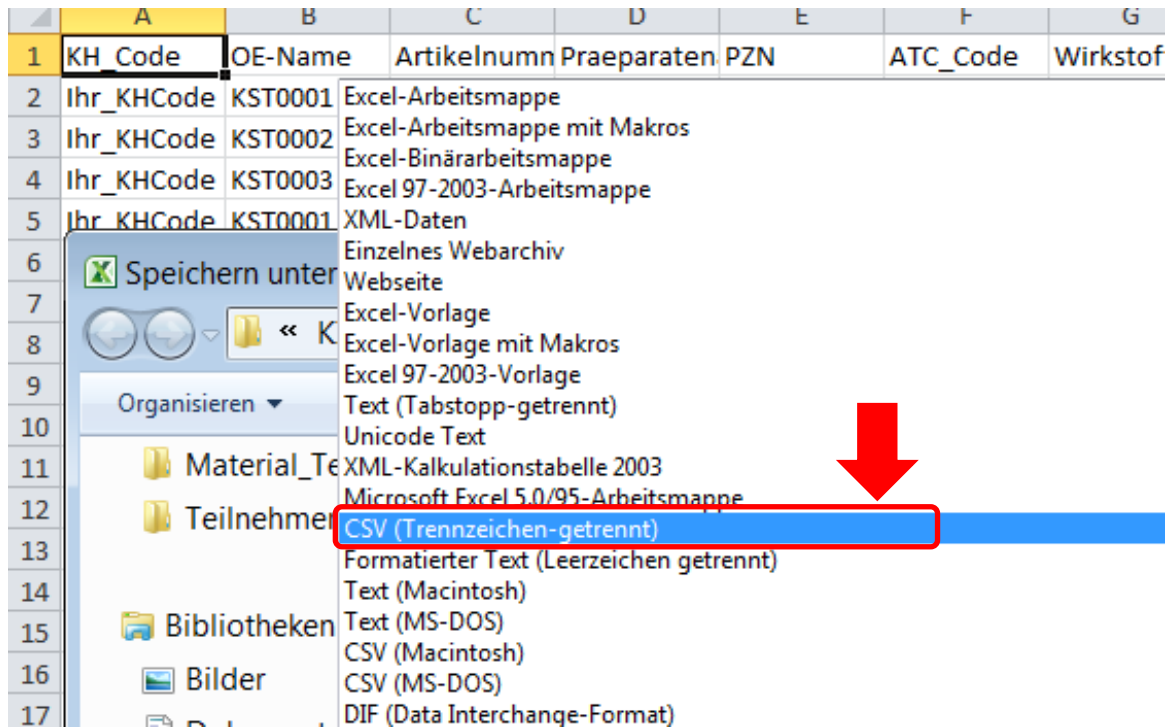 A B C D E F G
1 KH_Code OE-Name Artikelnumn Praeparaten PZN ATC_Code Wirkstof
2 Ihr_KHCode KST0001 Excel-Arbeitsmappe
3 Ihr_KHCode KST0002 Excel-Arbeitsmappe mit Makros
Excel-Binärarbeitsmappe
4 Ihr_KHCode KST0003 Excel 97-2003-Arbeitsmappe
5 Ihr_KHCode KST0001 XML-Daten
6 Einzelnes Webarchiv
Speichern unter Webseite
7 Excel-Vorlage
8 « K Excel-Vorlage mit Makros
9 Excel 97-2003-Vorlage
Organisieren Text (Tabstopp-getrennt)
10 Unicode Text
11 Material_Te XML-Kalkulationstabelle 2003
12 Microsoft Excel 5.0/95-Arbeitsmappe
Teilnehmer CSV (Trennzeichen-getrennt)
13 Formatierter Text (Leerzeichen getrennt)
14 Text (Macintosh)
15 Bibliotheken Text (MS-DOS)
CSV (Macintosh)
16 Bilder CSV (MS-DOS)
17 DIF (Data Interchange-Format)